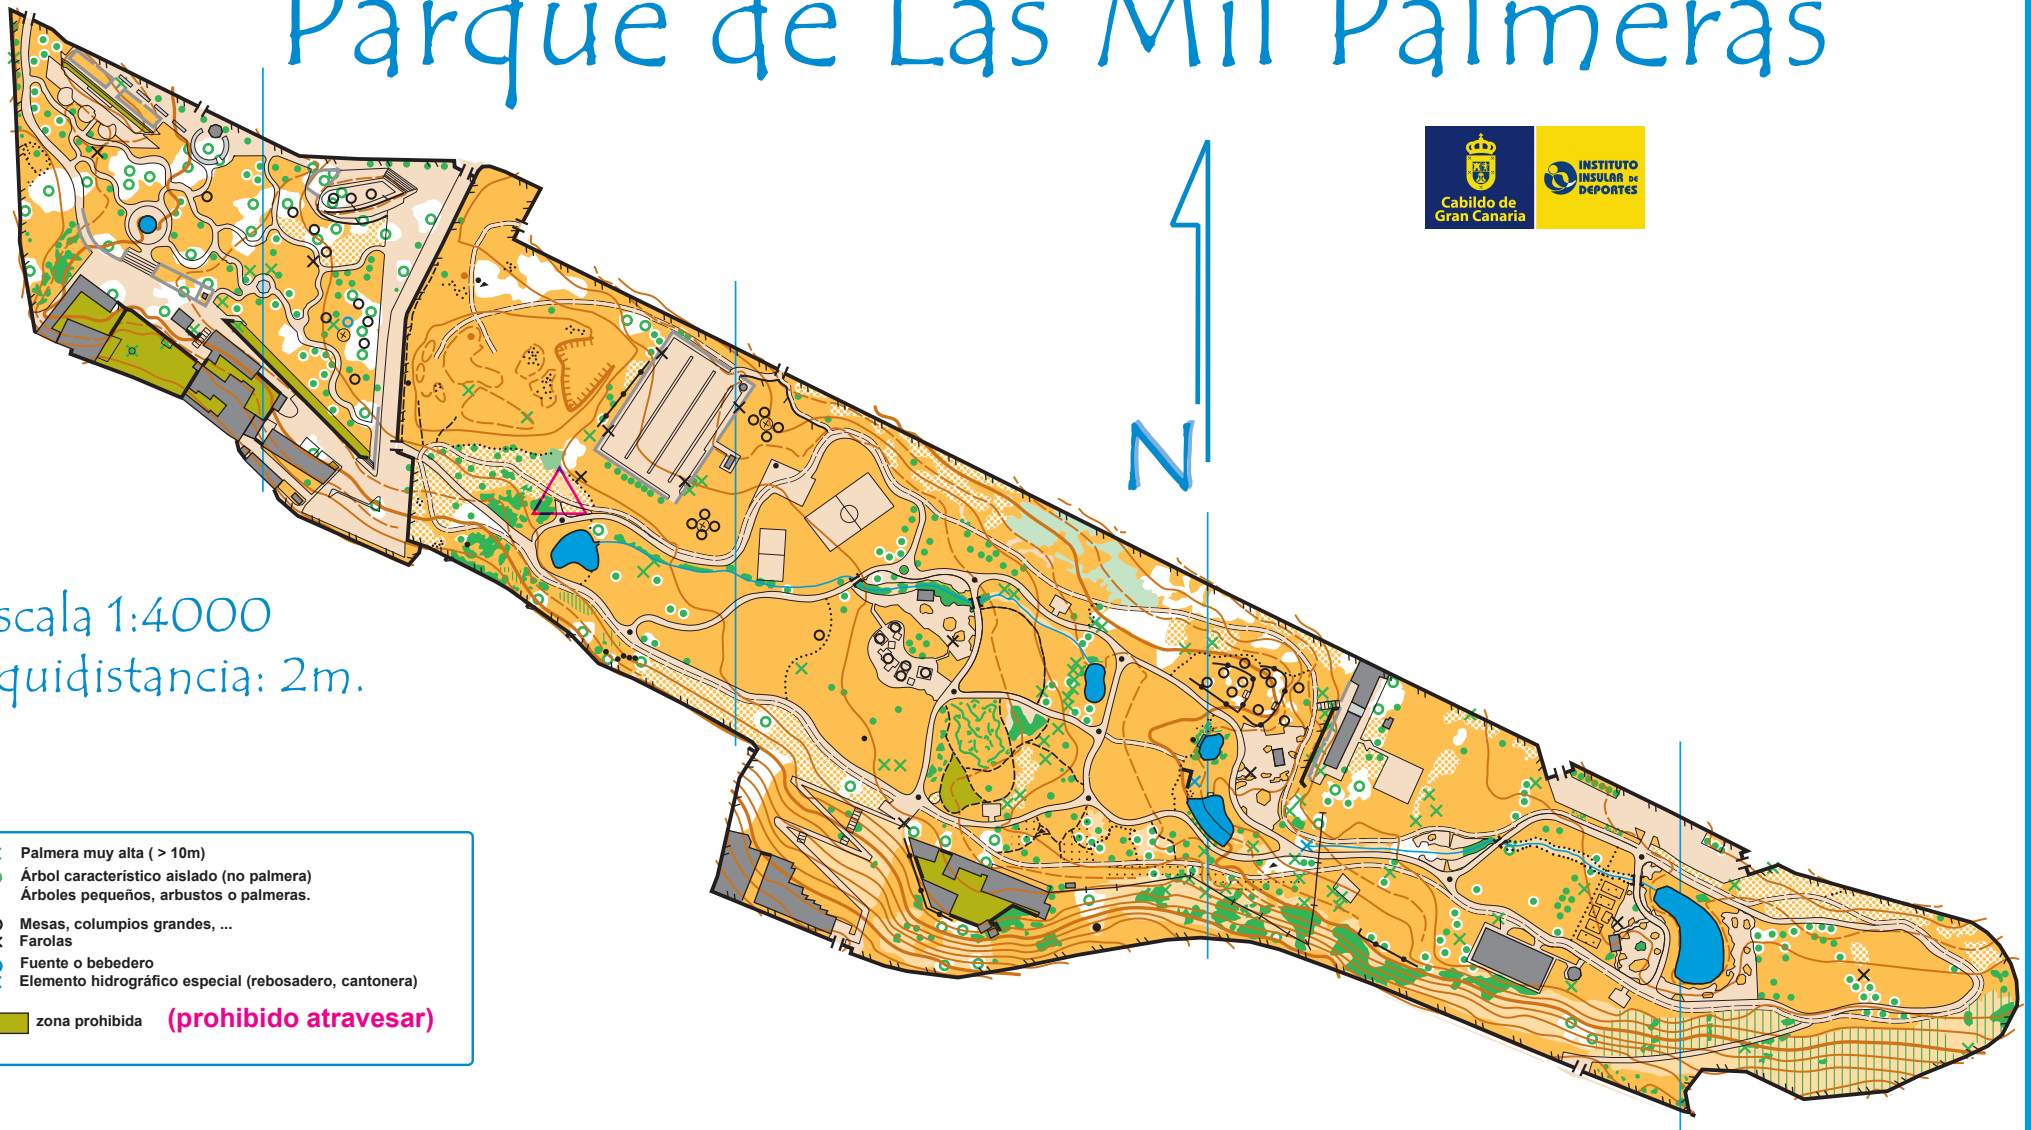 Parque de Las Mil Palmeras
Cabildo de
Gran Canaria
INSTITUTO
INSULAR DE
DEPORTES
N
scala 1:4000
quidistancia: 2m.
Palmera muy alta ( > 10m)
Árbol característico aislado (no palmera)
Árboles pequeños, arbustos o palmeras.
Mesas, columpios grandes, ...
Farolas
Fuente o bebedero
Elemento hidrográfico especial (rebosadero, cantonera)
zona prohibida (prohibido atravesar)